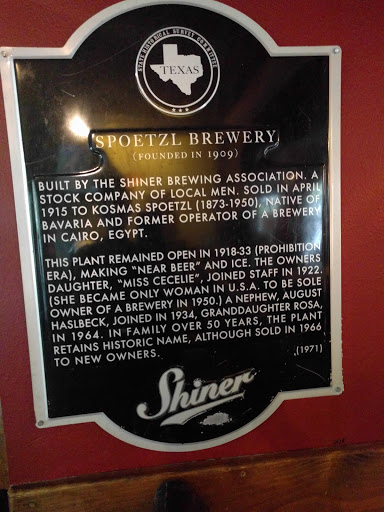 STATE HISTORICAL SURVEY COMMITTEE
TEXAS
SPOETZL BREWERY
(FOUNDED IN 1909)
BUILT BY THE SHINER BREWING ASSOCIATION. A
STOCK COMPANY OF LOCAL MEN. SOLD IN APRIL
1915 TO KOSMAS SPOETZL (1873-1950), NATIVE OF
BAVARIA AND FORMER OPERATOR OF A BREWERY
IN CAIRO, EGYPT.
THIS PLANT REMAINED OPEN IN 1918-33 (PROHIBITION
ERA), MAKING "NEAR BEER" AND ICE. THE OWNERS
DAUGHTER, "MISS CECELIE", JOINED STAFF IN 1922.
(SHE BECAME ONLY WOMAN IN U.S.A. TO BE SOLE
OWNER OF A BREWERY IN 1950.) A NEPHEW, AUGUST
HASLBECK, JOINED IN 1934, GRANDDAUGHTER ROSA,
IN 1964. IN FAMILY OVER 50 YEARS, THE PLANT
RETAINS HISTORIC NAME, ALTHOUGH SOLD IN 1966
TO NEW OWNERS. (1971)
Shiner